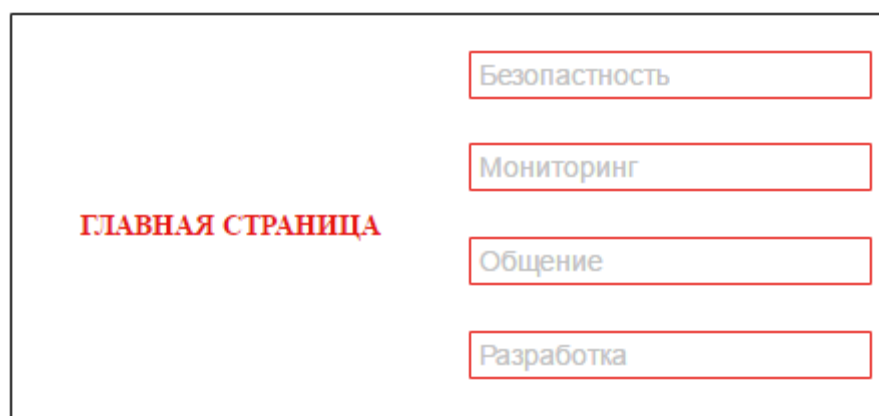 Безопастность
Мониторинг
ГЛАВНАЯ СТРАНИЦА
Общение
Разработка